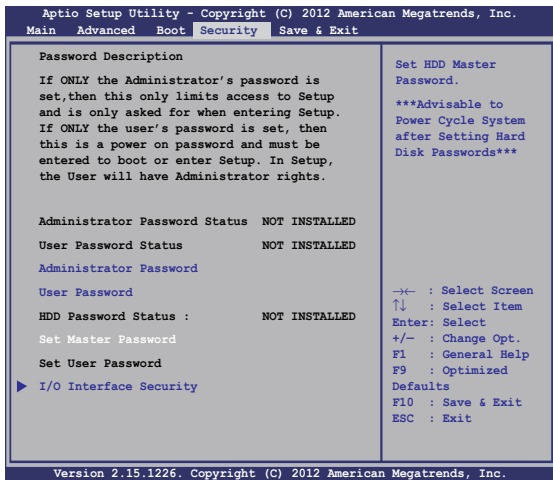 Aptio Setup Utility - Copyright (C) 2012 American Megatrends, Inc.
Main Advanced Boot Security Save & Exit
Password Description
If ONLY the Administrator's password is
set,then this only limits access to Setup
and is only asked for when entering Setup.
If ONLY the user's password is set, then
this is a power on password and must be
entered to boot or enter Setup. In Setup,
the User will have Administrator rights.
Administrator Password Status NOT INSTALLED
User Password Status NOT INSTALLED
Administrator Password
User Password
HDD Password Status : NOT INSTALLED
Set Master Password
Set User Password
I/O Interface Security
Set HDD Master
Password.
***Advisable to
Power Cycle System
after Setting Hard
Disk Passwords***
→← : Select Screen
↑↓ : Select Item
Enter: Select
+/— : Change Opt.
F1 : General Help
F9 : Optimized
Defaults
F10 : Save & Exit
ESC : Exit
Version 2.15.1226. Copyright (C) 2012 American Megatrends, Inc.